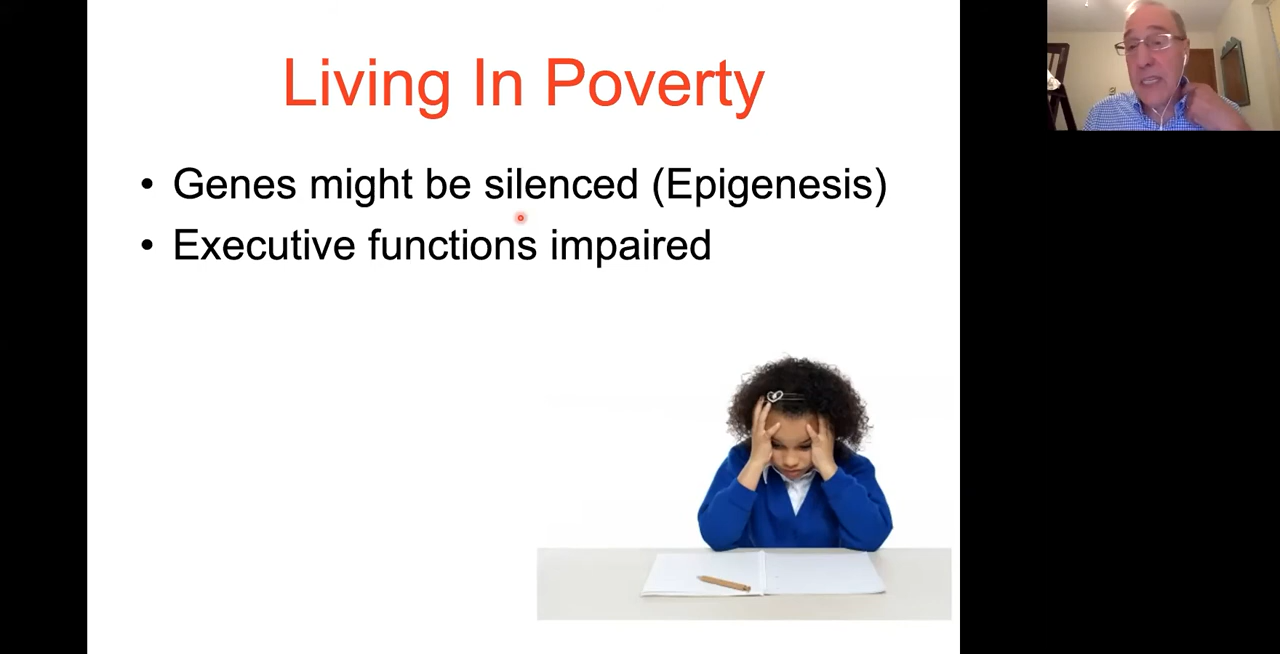 Living In Poverty
• Genes might be silenced (Epigenesis)
• Executive functions impaired